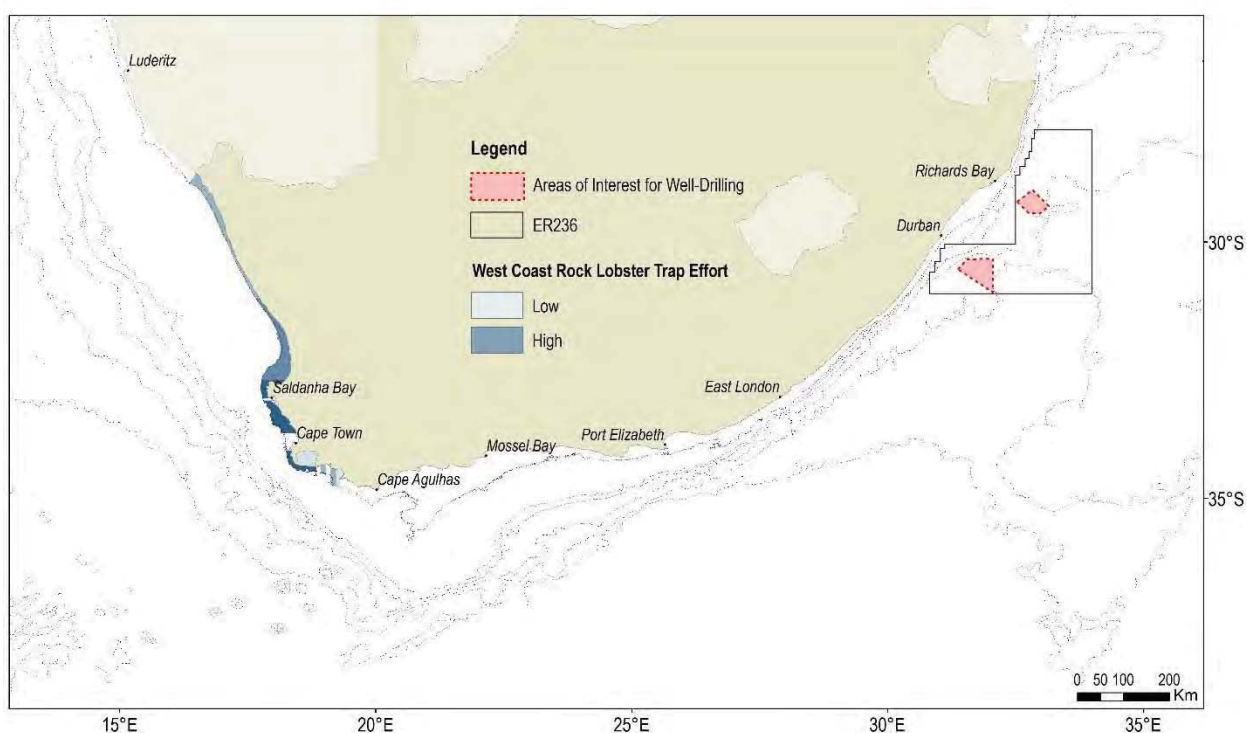 Luderitz
Legend
Areas of Interest for Well-Drilling
ER236
West Coast Rock Lobster Trap Effort
Low
High
Richards Bay
Durban
30°S
Saldanha Bay
Cape Town
East London
Port Elizabeth
Mossel Bay
Cape Agulhas
35°S
0 50 100 200
Km
15°E 20°E 25°E 30°E 35°E